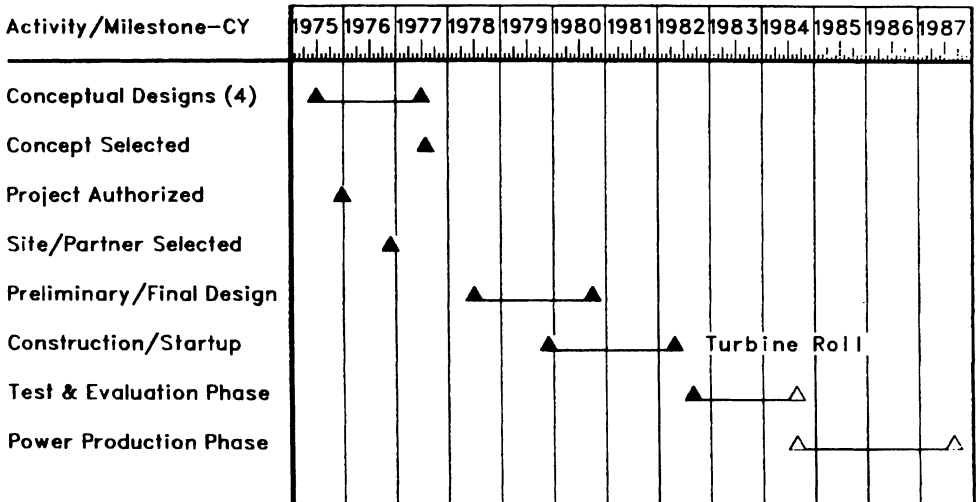 Activity/Milestone-CY 1975 1976 1977 1978 1979 1980 1981 1982 1983 1984 1985 1986 1987
Conceptual Designs (4)
Concept Selected
Project Authorized
Site/Partner Selected
Preliminary/Final Design
Construction/Startup Turbine Roll
Test & Evaluation Phase
Power Production Phase